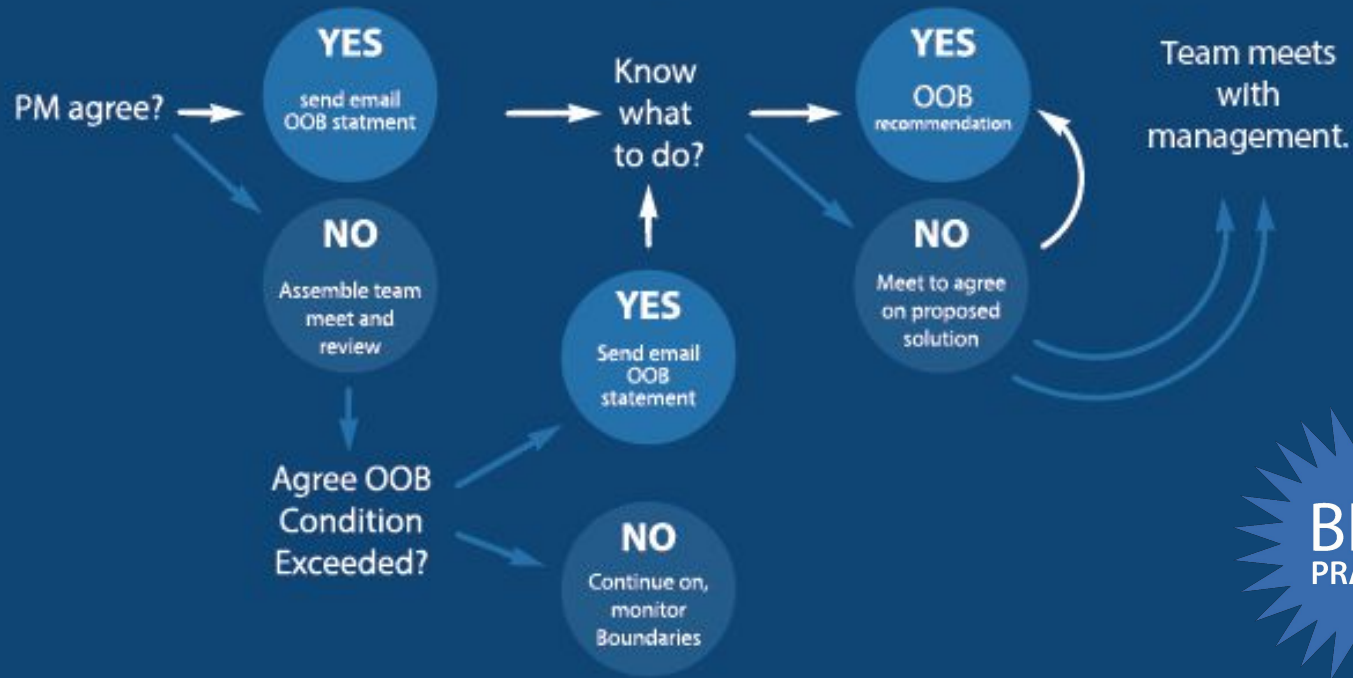 PM agree?
YES
send email
OOB statment
NO
Assemble team
meet and
review
Agree OOB
Condition
Exceeded?
YES
Send email
OOB
statement
NO
Continue on,
monitor
Boundaries
Know
what
to do?
YES
OOB
recommendation
NO
Meet to agree
on proposed
solution
Team meets
with
management.